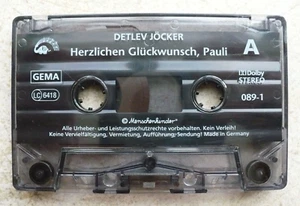 DETLEV JÖCKER
Herzlichen Glückwunsch, Pauli
A
GEMA
Dolby
STEREO
LC 6418
089-1
Menschenkinder
Alle Urheber- und Leistungsschutzrechte vorbehalten. Kein Verleih!
Keine Vervielfältigung, Vermietung, Aufführung, Sendung! Made in Germany